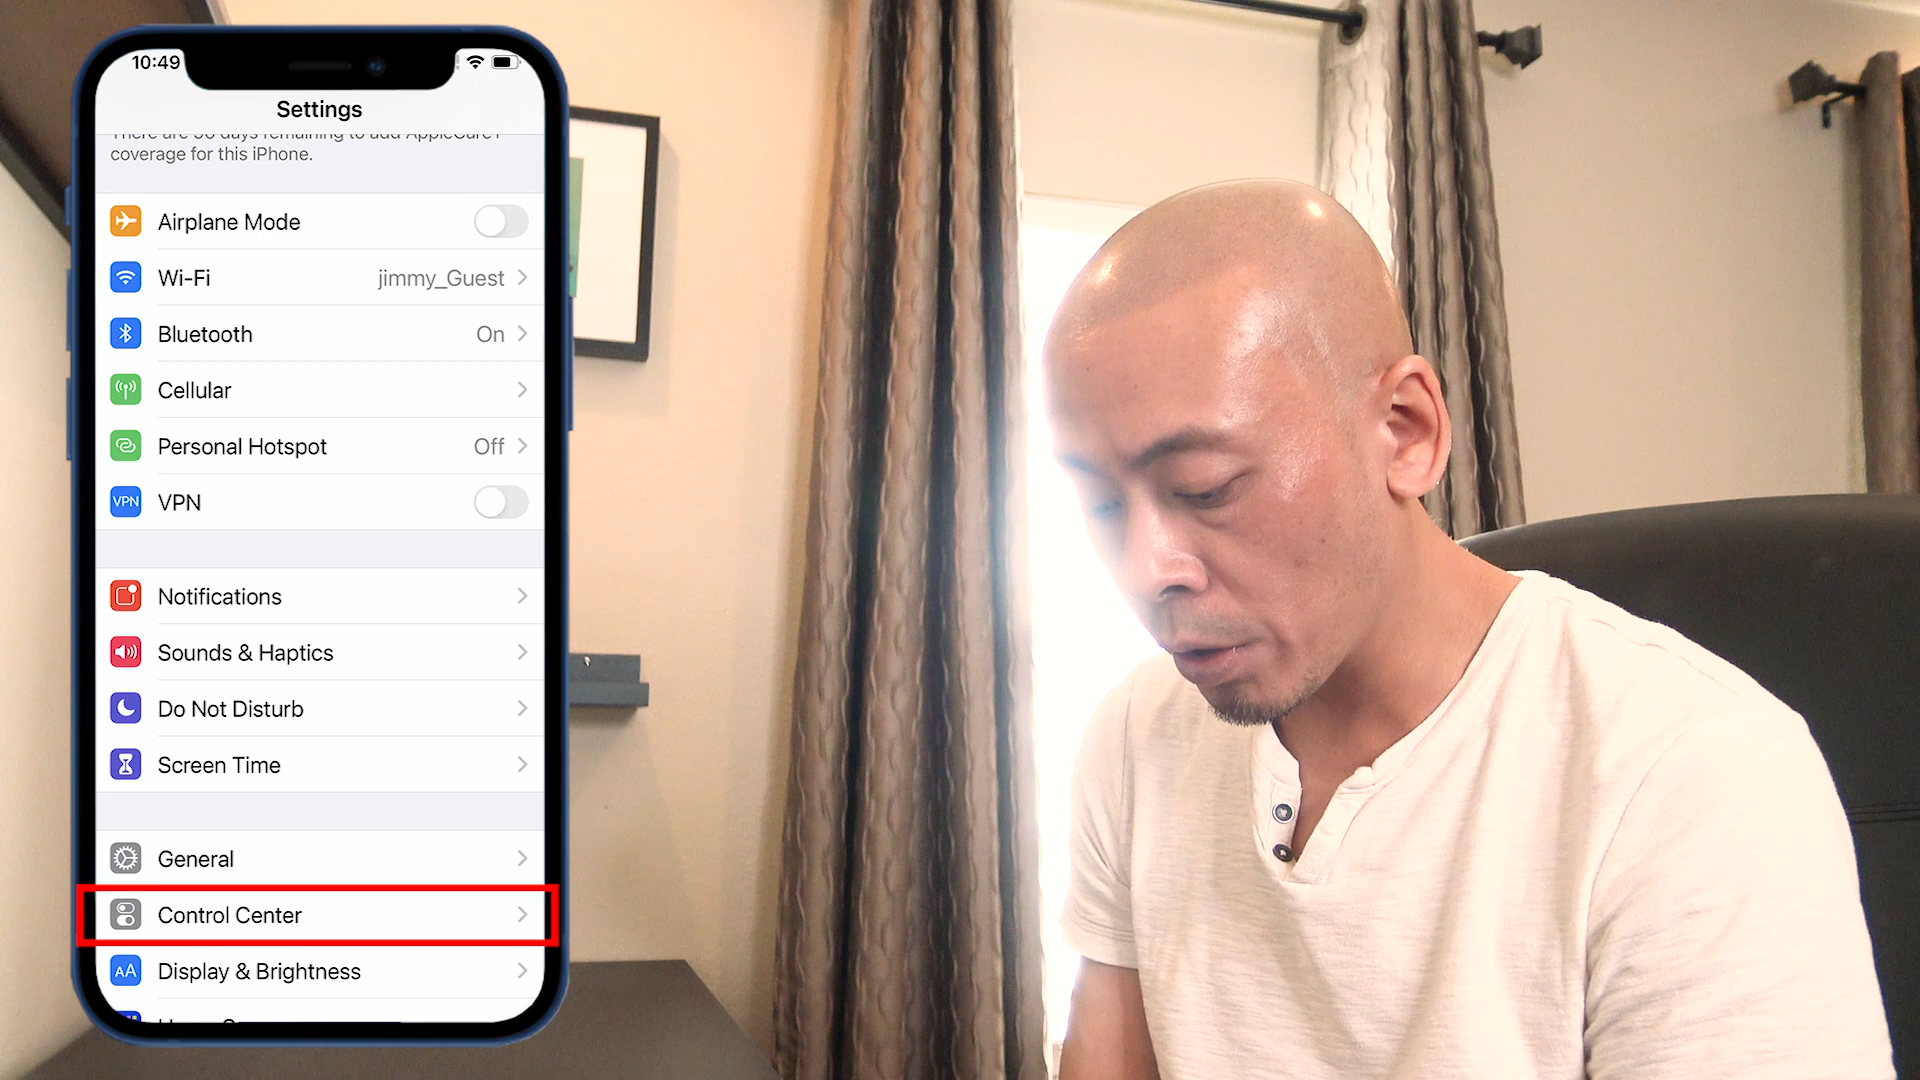 10:49
Settings
coverage for this iPhone.
Airplane Mode
Wi-Fi jimmy_Guest
Bluetooth On
Cellular
Personal Hotspot Off
VPN VPN
Notifications
Sounds & Haptics
Do Not Disturb
Screen Time
General
Control Center
AA Display & Brightness